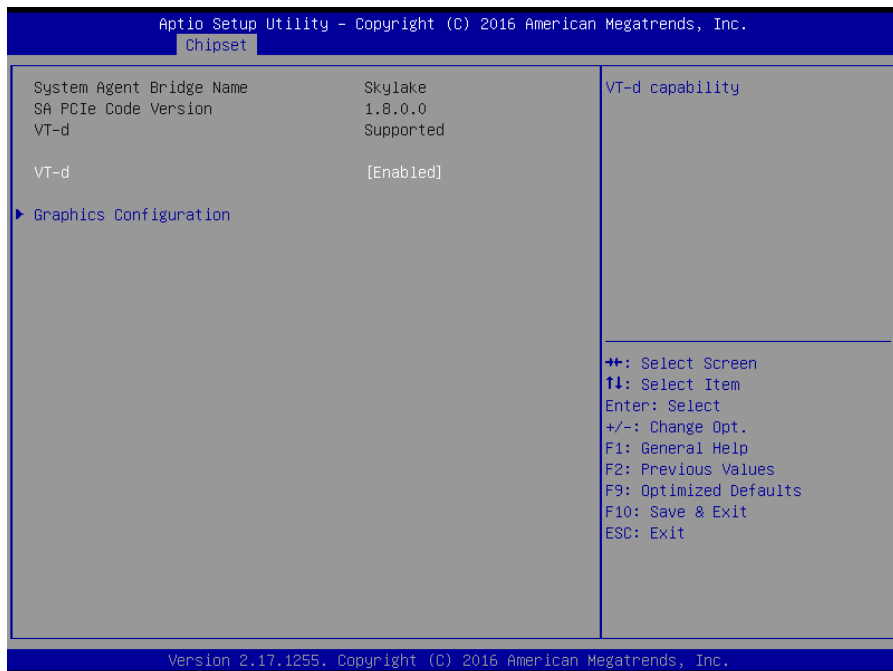 Aptio Setup Utility – Copyright (C) 2016 American Megatrends, Inc.
Chipset
System Agent Bridge Name Skylake
SA PCIe Code Version 1.8.0.0
VT-d Supported
VT-d [Enabled]
▶ Graphics Configuration
VT-d capability
→←: Select Screen
↑↓: Select Item
Enter: Select
+/-: Change Opt.
F1: General Help
F2: Previous Values
F9: Optimized Defaults
F10: Save & Exit
ESC: Exit
Version 2.17.1255. Copyright (C) 2016 American Megatrends, Inc.